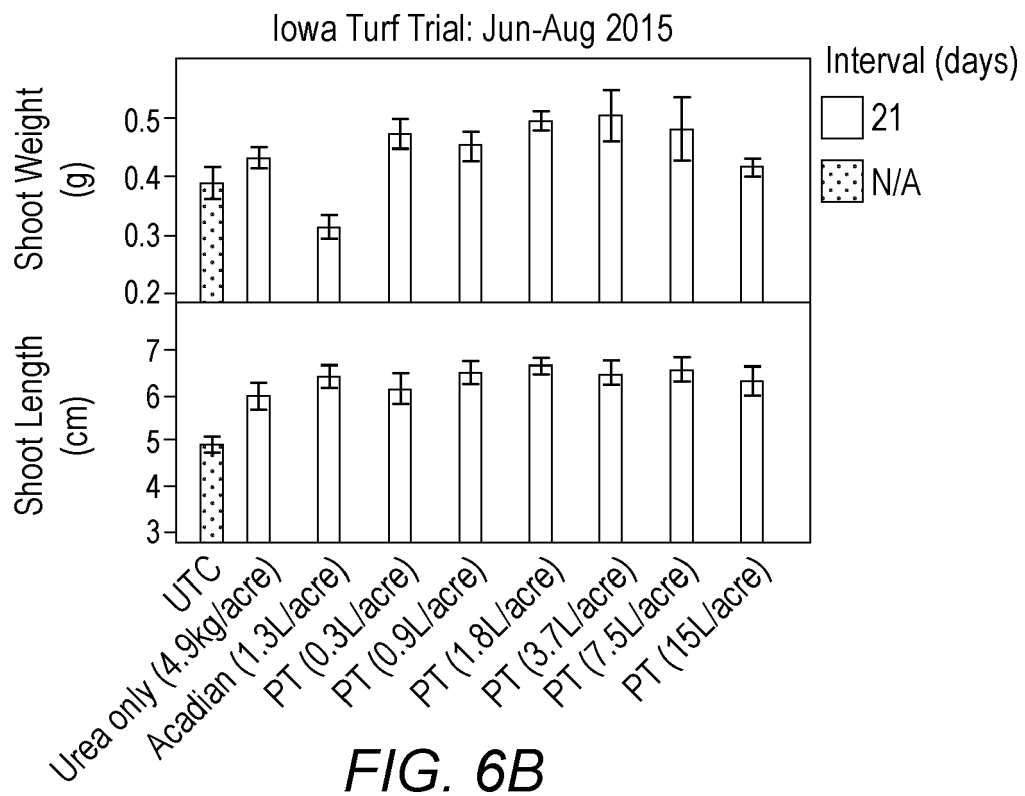 Iowa Turf Trial: Jun-Aug 2015
Interval (days)
21
N/A
Shoot Weight
(g)
0.5
0.4
0.3
0.2
Shoot Length
(cm)
7
6
5
4
3
UTC
Urea only (4.9kg/acre)
Acadian (1.3L/acre)
PT (0.3L/acre)
PT (0.9L/acre)
PT (1.8L/acre)
PT (3.7L/acre)
PT (7.5L/acre)
PT (15L/acre)
FIG. 6B